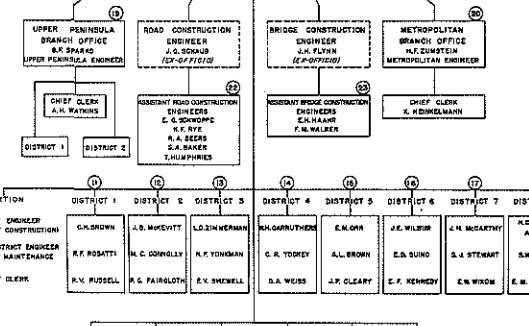 19
UPPER PENINSULA
BRANCH OFFICE
B.F. SPARKS
UPPER PENINSULA ENGINEER
ROAD CONSTRUCTION
ENGINEER
J.G. SCHAUB
(EX-OFFICIO)
BRIDGE CONSTRUCTION
ENGINEER
J.H. FLYNN
(EX-OFFICIO)
20
METROPOLITAN
BRANCH OFFICE
H.F. ZUMSTEIN
METROPOLITAN ENGINEER
CHIEF CLERK
A.H. WATKINS
DISTRICT 1
DISTRICT 2
22
ASSISTANT ROAD CONSTRUCTION
ENGINEERS
E. G. SCHWOPPE
K.F. RYE
R.A. BEERS
S.A. BAKER
T. HUMPHRIES
23
ASSISTANT BRIDGE CONSTRUCTION
ENGINEERS
E.H. HAAHR
F.M. WALKER
CHIEF CLERK
K. HEINKELMANN
11 12 13 14 15 16 17
DISTRICT 1 DISTRICT 2 DISTRICT 3 DISTRICT 4 DISTRICT 5 DISTRICT 6 DISTRICT 7 DIST
ENGINEER
CONSTRUCTION)
C.H. BROWN J.B. McKEVITT L.D. ZIMMERMAN H.H. CARRUTHERS E.M. ORR J.E. WILBUR J.H. McCARTHY
ENGINEER
MAINTENANCE
R.F. ROSATTI M.C. CONNOLLY N.F. YONKMAN C.R. TOCKEY A.L. BROWN E.D. GUINO S.J. STEWART
CLERK
R.V. RUSSELL P.G. FAIRCLOTH E.V. SHEWELL D.A. WEISS J.P. CLEARY E.F. KENNEDY E.W. WIXOM E.M.